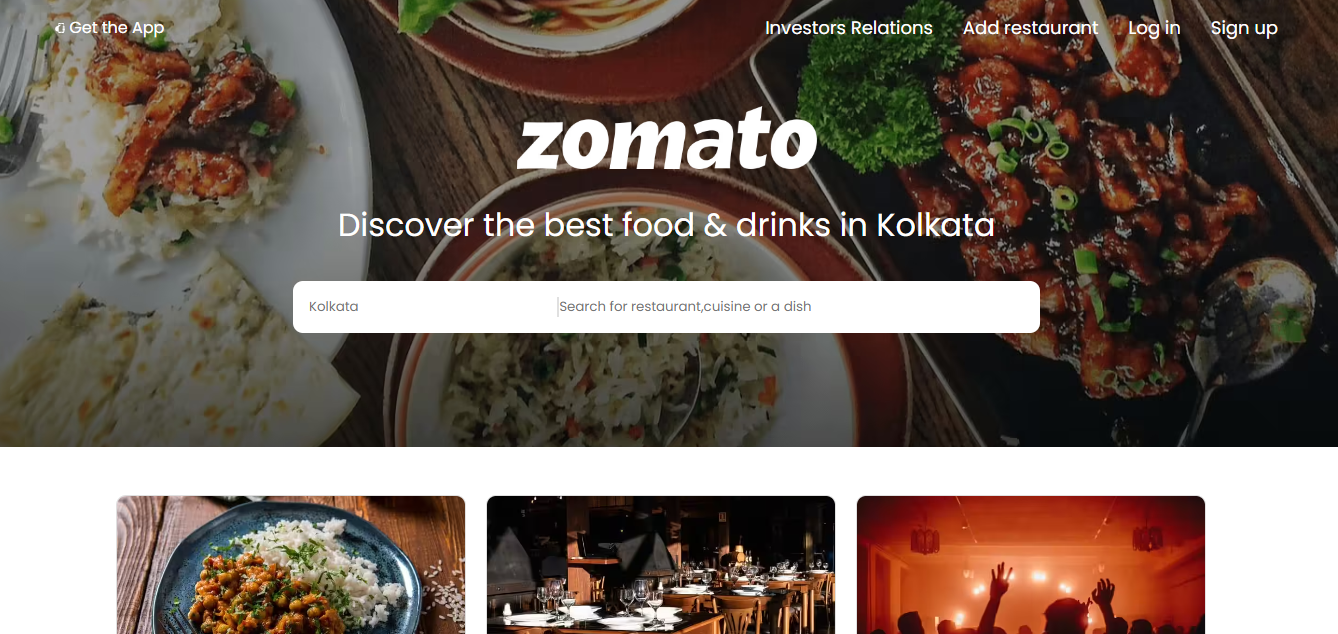 Get the App
Investors Relations Add restaurant Log in Sign up
zomato
Discover the best food & drinks in Kolkata
Kolkata Search for restaurant,cuisine or a dish